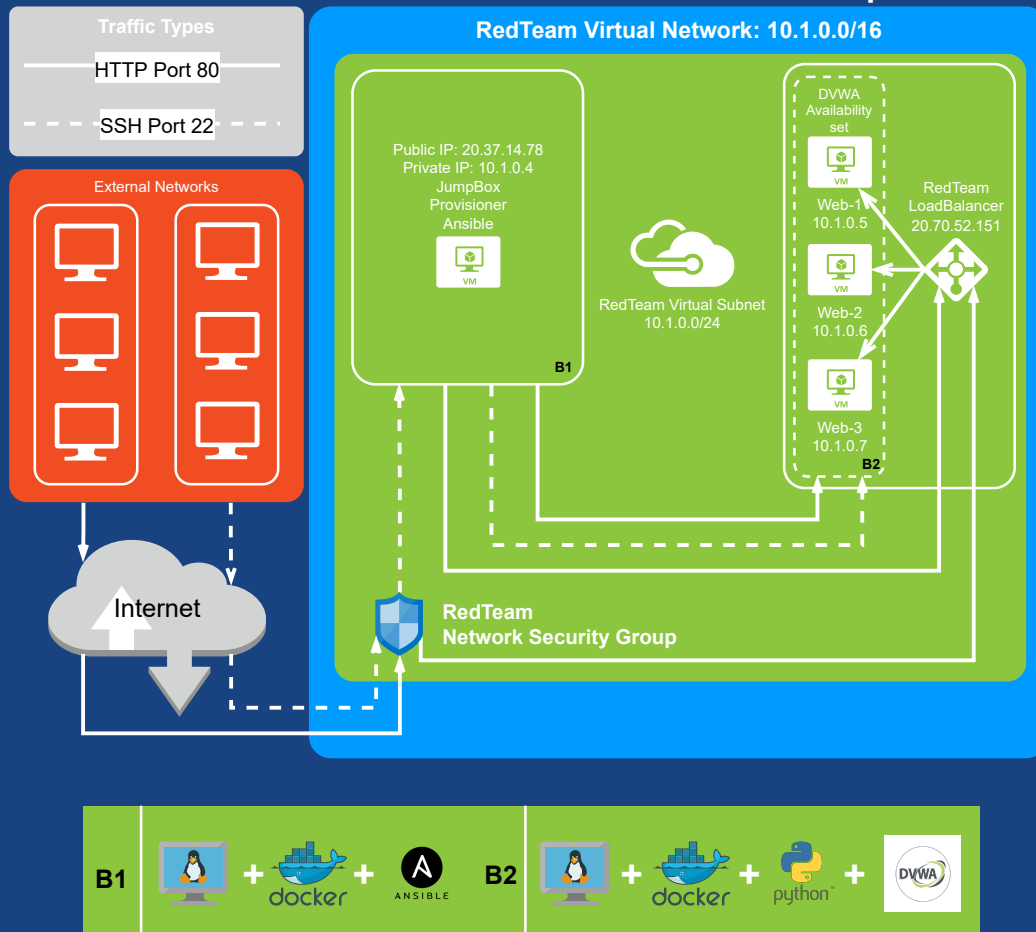 Traffic Types
HTTP Port 80
SSH Port 22
External Networks
Internet
RedTeam Virtual Network: 10.1.0.0/16
Public IP: 20.37.14.78
Private IP: 10.1.0.4
JumpBox
Provisioner
Ansible
VM
B1
RedTeam Virtual Subnet
10.1.0.0/24
DVWA
Availability
set
VM
Web-1
10.1.0.5
VM
Web-2
10.1.0.6
VM
Web-3
10.1.0.7
B2
RedTeam
LoadBalancer
20.70.52.151
RedTeam
Network Security Group
B1
+
docker
+
ANSIBLE
B2
+
docker
+
python
+
DVWA